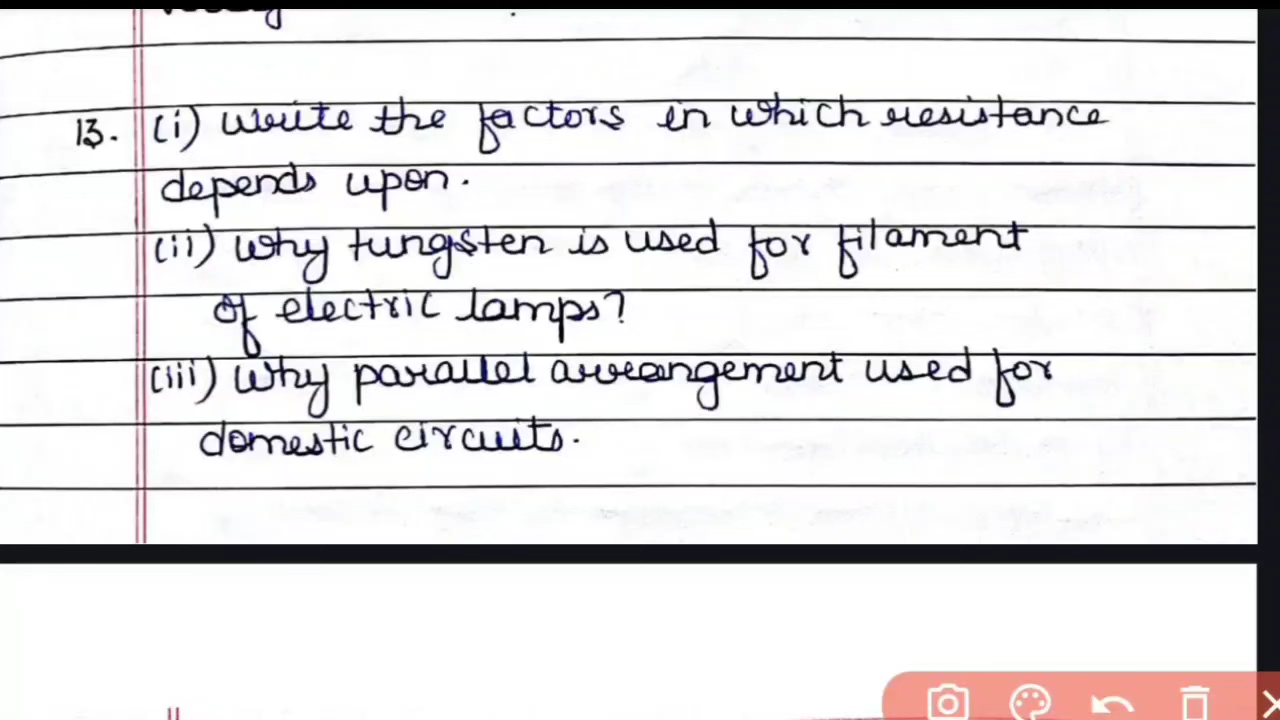 13. (i) Write the factors in which resistance
depends upon.
(ii) Why tungsten is used for filament
of electric lamps?
(iii) Why parallel arrangement used for
domestic circuits.